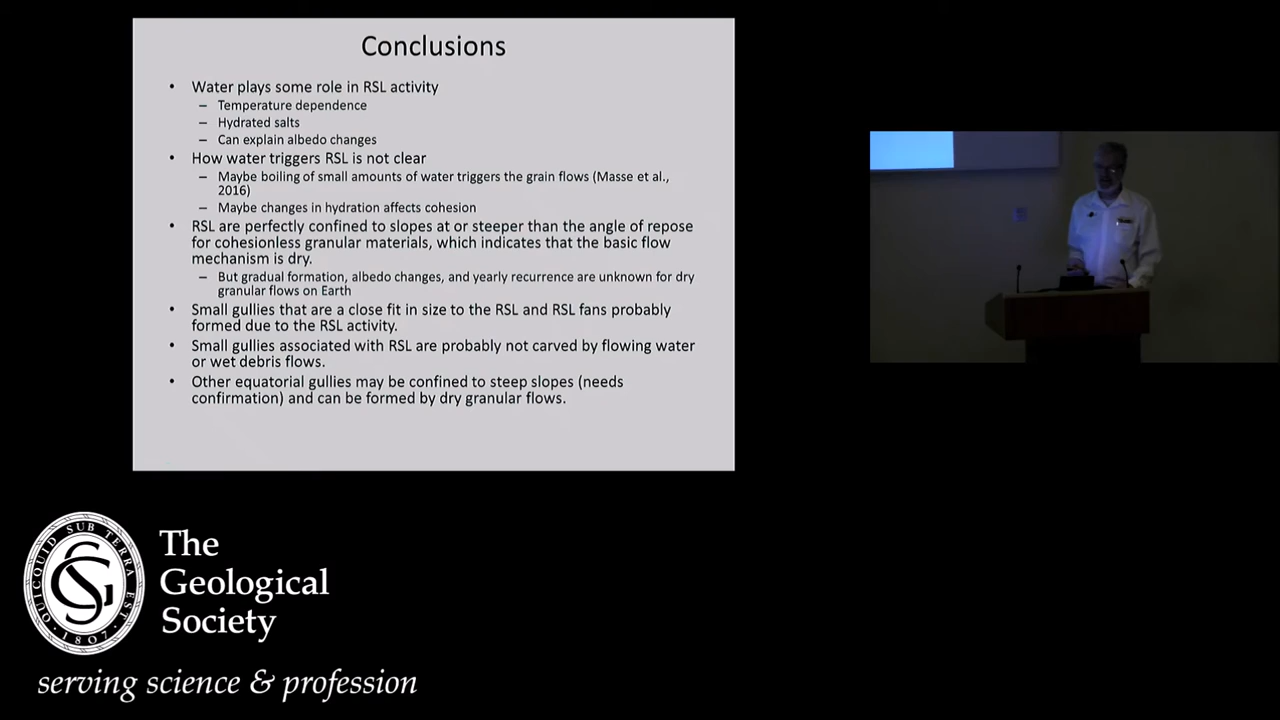 Conclusions
• Water plays some role in RSL activity
– Temperature dependence
– Hydrated salts
– Can explain albedo changes
• How water triggers RSL is not clear
– Maybe boiling of small amounts of water triggers the grain flows (Masse et al.,
2016)
– Maybe changes in hydration affects cohesion
• RSL are perfectly confined to slopes at or steeper than the angle of repose
for cohesionless granular materials, which indicates that the basic flow
mechanism is dry.
– But gradual formation, albedo changes, and yearly recurrence are unknown for dry
granular flows on Earth
• Small gullies that are a close fit in size to the RSL and RSL fans probably
formed due to the RSL activity.
• Small gullies associated with RSL are probably not carved by flowing water
or wet debris flows.
• Other equatorial gullies may be confined to steep slopes (needs
confirmation) and can be formed by dry granular flows.
QUICQUID SUB TERRA EST
GS
1807
The
Geological
Society
serving science & profession